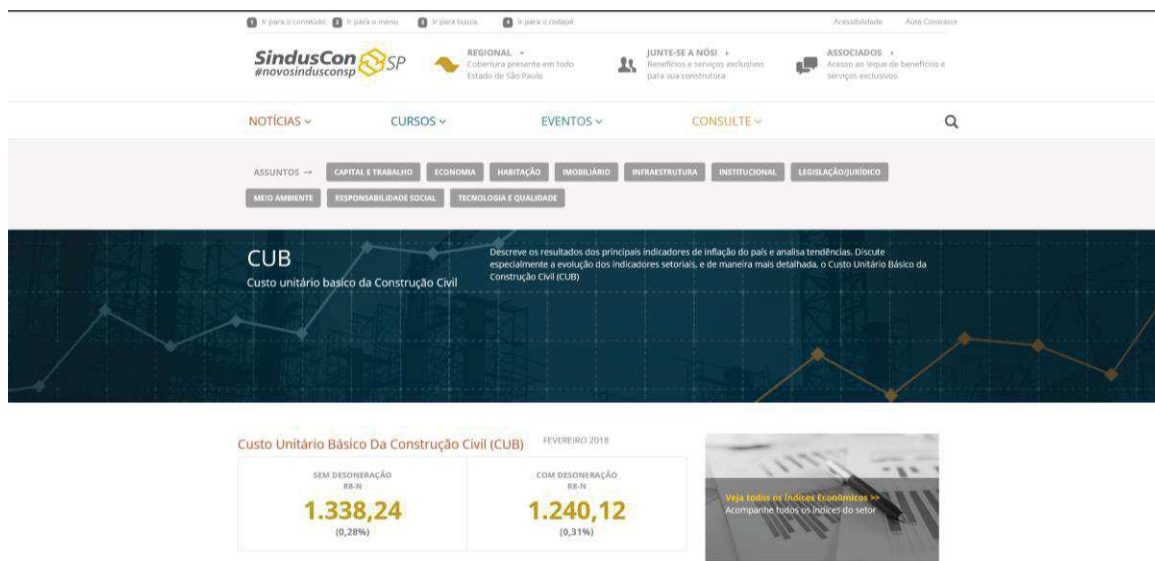 1 Ir para o conteúdo 2 Ir para o menu 3 Ir para busca 4 Ir para o rodapé Acessibilidade Auto Contraste
SindusCon SP
#novosindusconsp
REGIONAL
Cobertura presente em todo
Estado de São Paulo
JUNTE-SE A NÓS!
Benefícios e serviços exclusivos
para sua construtora
ASSOCIADOS
Acesso ao leque de benefícios e
serviços exclusivos
NOTÍCIAS CURSOS EVENTOS CONSULTE
ASSUNTOS → CAPITAL E TRABALHO ECONOMIA HABITAÇÃO IMOBILIÁRIO INFRAESTRUTURA INSTITUCIONAL LEGISLAÇÃO/JURÍDICO
MEIO AMBIENTE RESPONSABILIDADE SOCIAL TECNOLOGIA E QUALIDADE
CUB
Custo unitário basico da Construção Civil
Descreve os resultados dos principais indicadores de inflação do país e analisa tendências. Discute
especialmente a evolução dos indicadores setoriais, e de maneira mais detalhada, o Custo Unitário Básico da
Construção Civil (CUB)
Custo Unitário Básico Da Construção Civil (CUB) FEVEREIRO 2018
SEM DESONERAÇÃO
R8-N
1.338,24
(0,28%)
COM DESONERAÇÃO
R8-N
1.240,12
(0,31%)
Veja todos os Índices Econômicos >>
Acompanhe todos os índices do setor